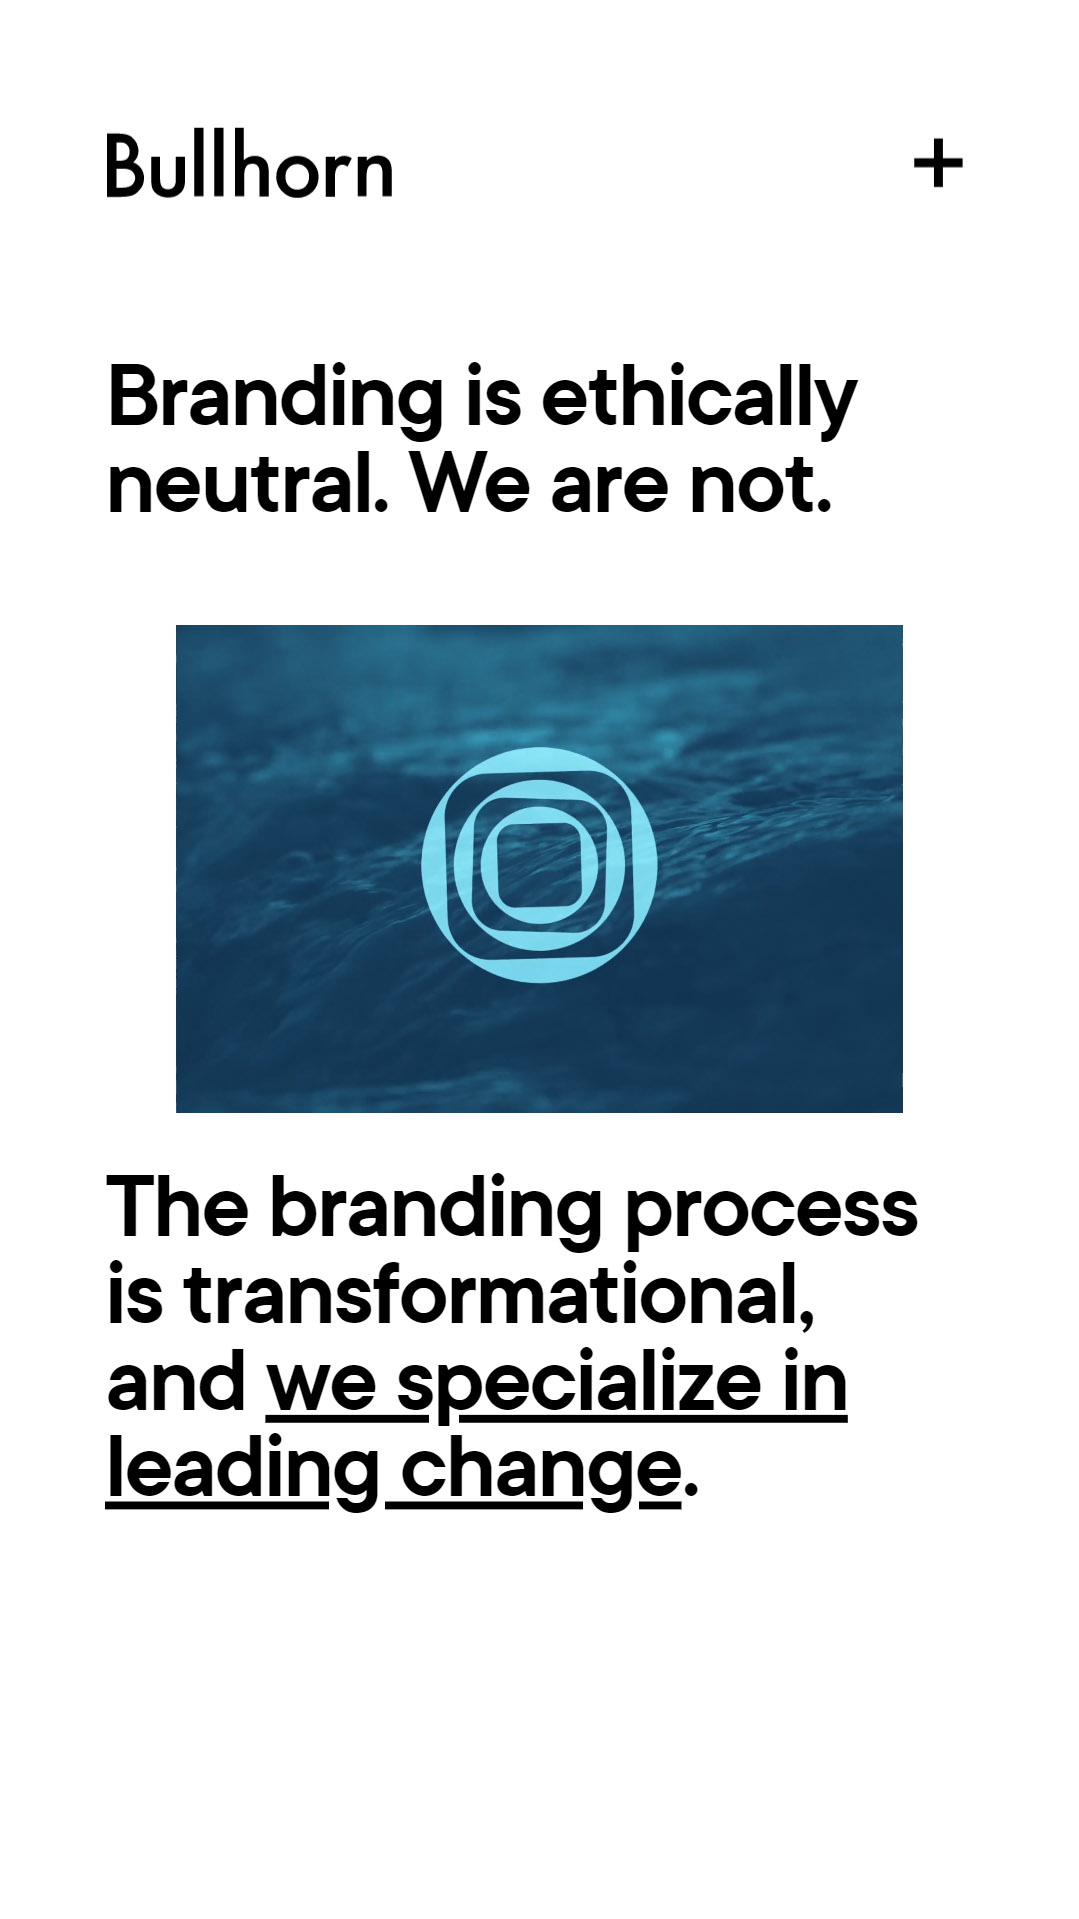 Bullhorn
Branding is ethically
neutral. We are not.
The branding process
is transformational,
and we specialize in
leading change.